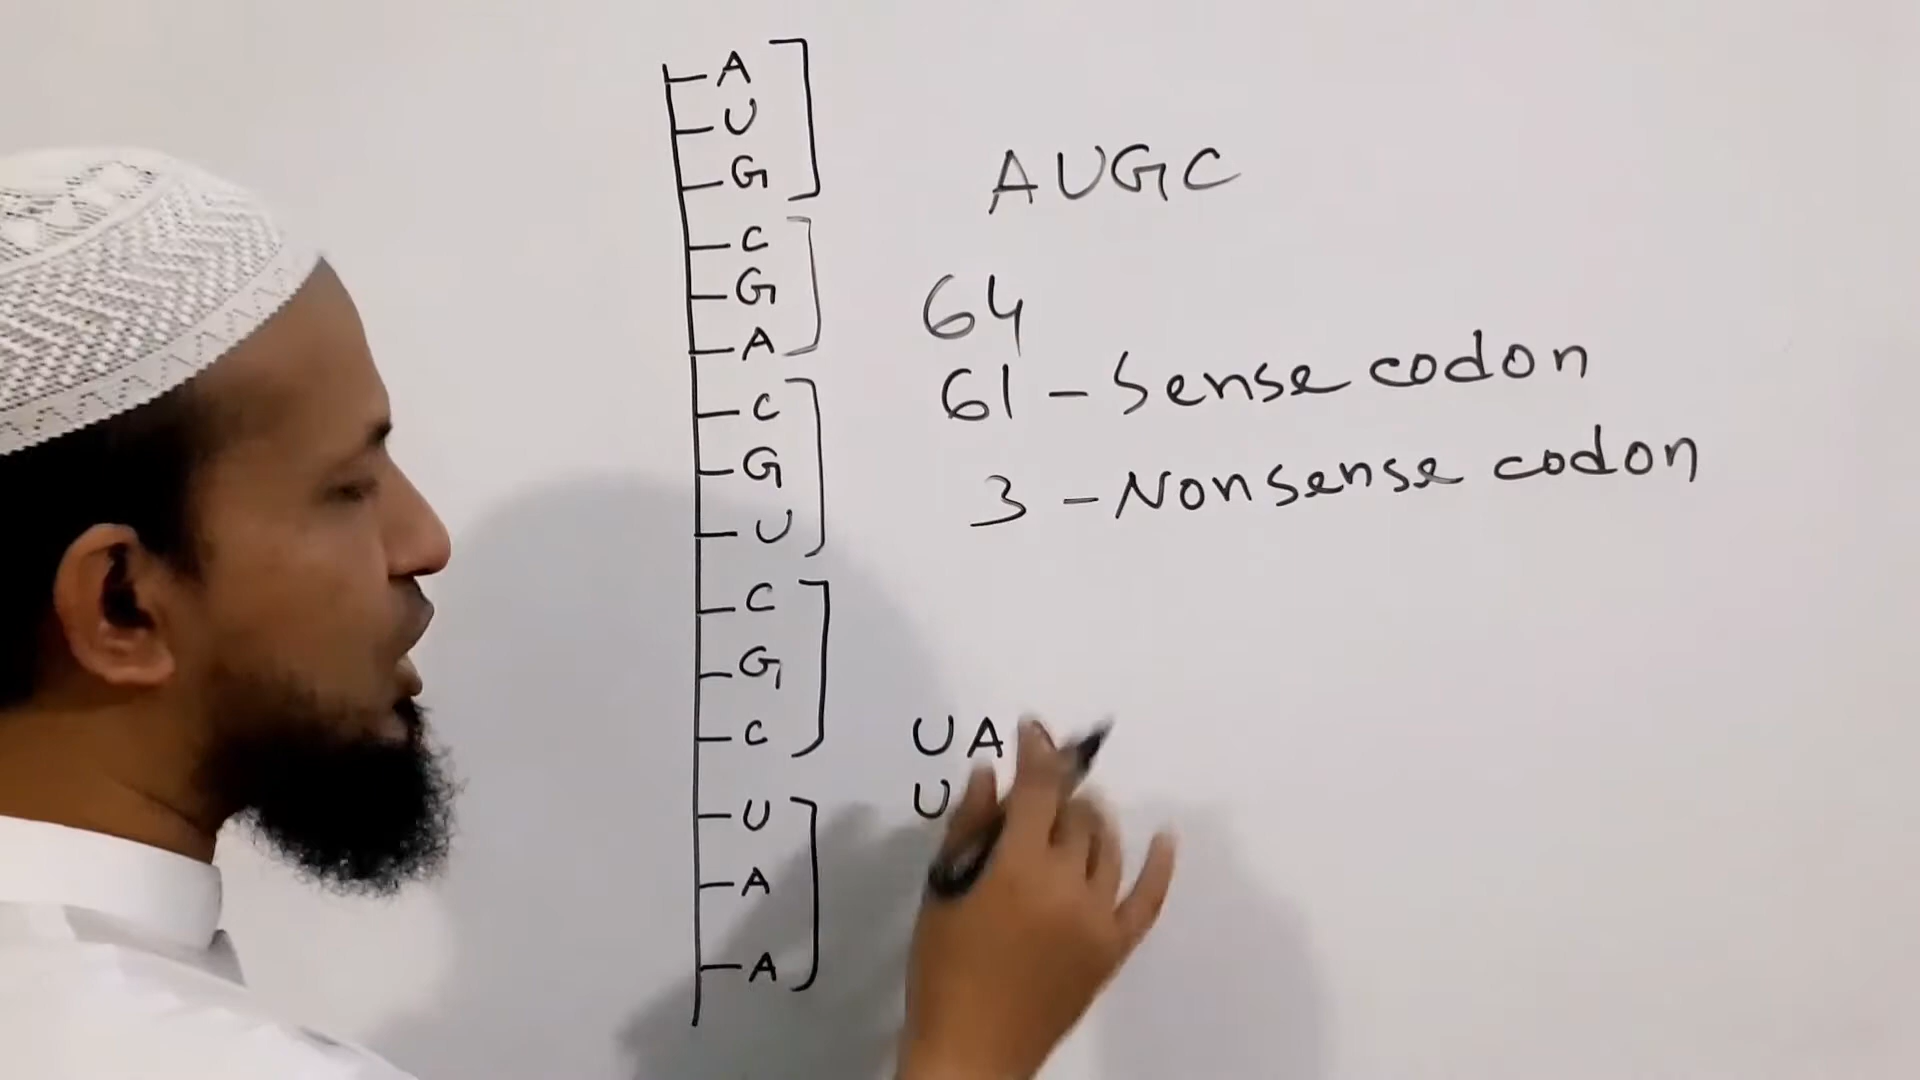 A
U
G
C
G
A
C
G
U
C
G
C
U
A
A
AUGC
64
61 - Sense codon
3 - Nonsense codon
UA
U